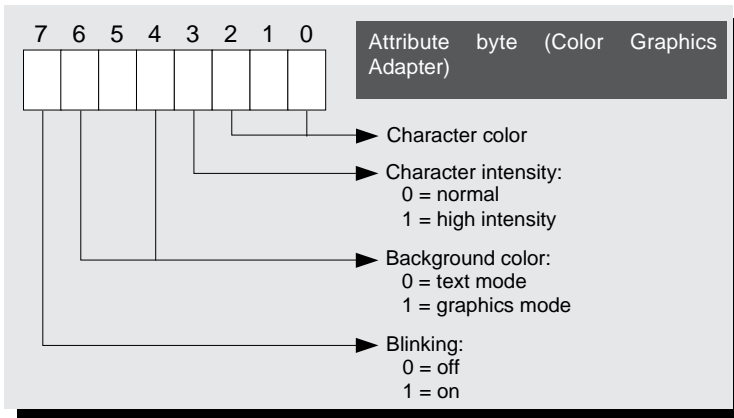 7 6 5 4 3 2 1 0
Attribute byte (Color Graphics
Adapter)
Character color
Character intensity:
0 = normal
1 = high intensity
Background color:
0 = text mode
1 = graphics mode
Blinking:
0 = off
1 = on